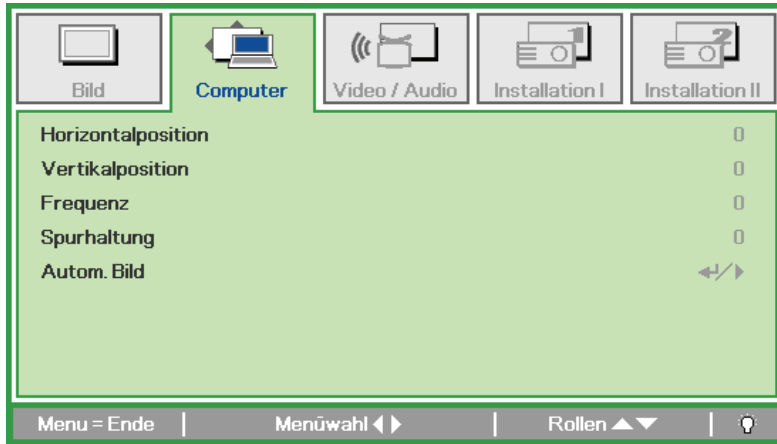 Bild
Computer
Video / Audio
Installation I
Installation II
Horizontalposition 0
Vertikalposition 0
Frequenz 0
Spurhaltung 0
Autom. Bild
Menu = Ende
Menüwahl
Rollen